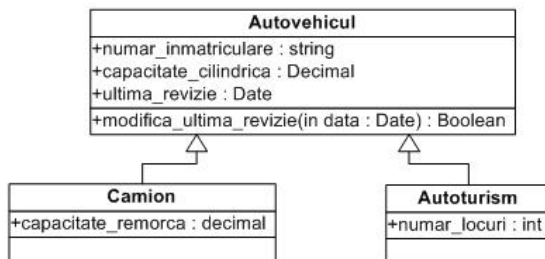 Autovehicul
+numar_inmatriculare : string
+capacitate_cilindrica : Decimal
+ultima_revizie : Date
+modifica_ultima_revizie(in data : Date) : Boolean
Camion
+capacitate_remorca : decimal
Autoturism
+numar_locuri : int